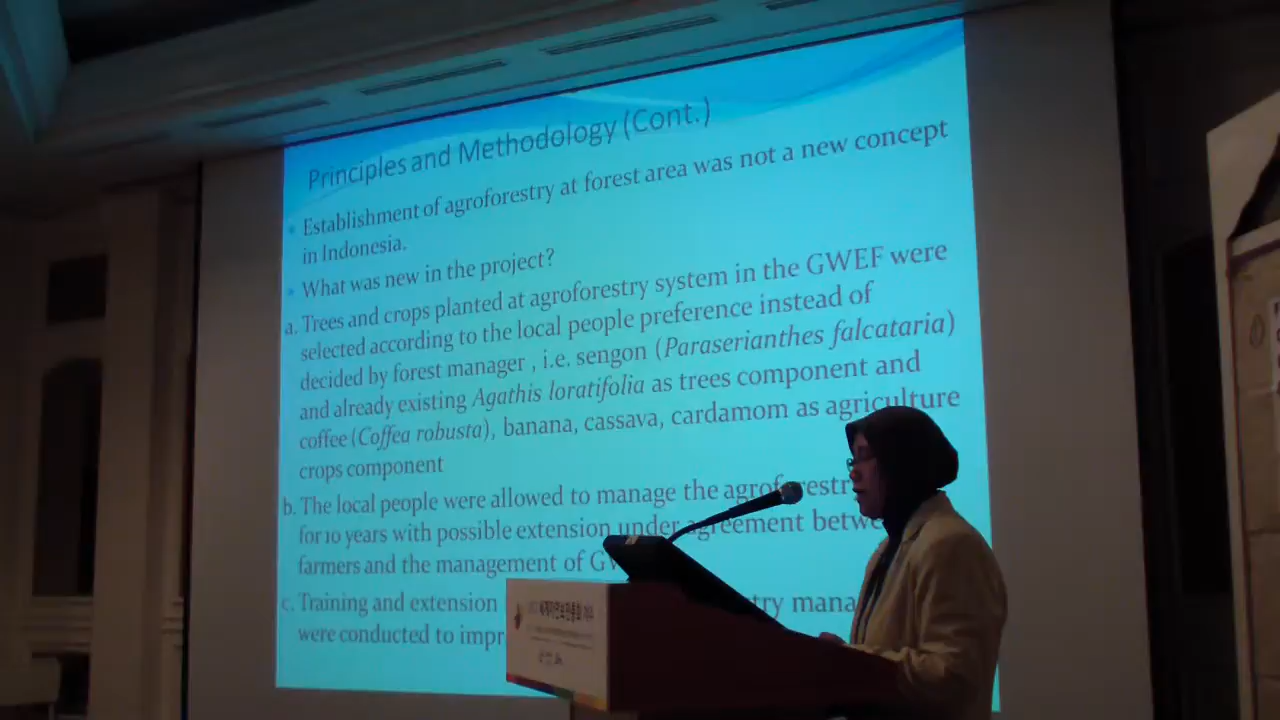 Principles and Methodology (Cont.)
Establishment of agroforestry at forest area was not a new concept
in Indonesia.
What was new in the project?
a. Trees and crops planted at agroforestry system in the GWEF were
selected according to the local people preference instead of
decided by forest manager , i.e. sengon (Paraserianthes falcataria)
and already existing Agathis loratifolia as trees component and
coffee (Coffea robusta), banana, cassava, cardamom as agriculture
crops component
b. The local people were allowed to manage the
for 10 years with possible extension under agreement
farmers and the management of
c. Training and extension
were conducted to